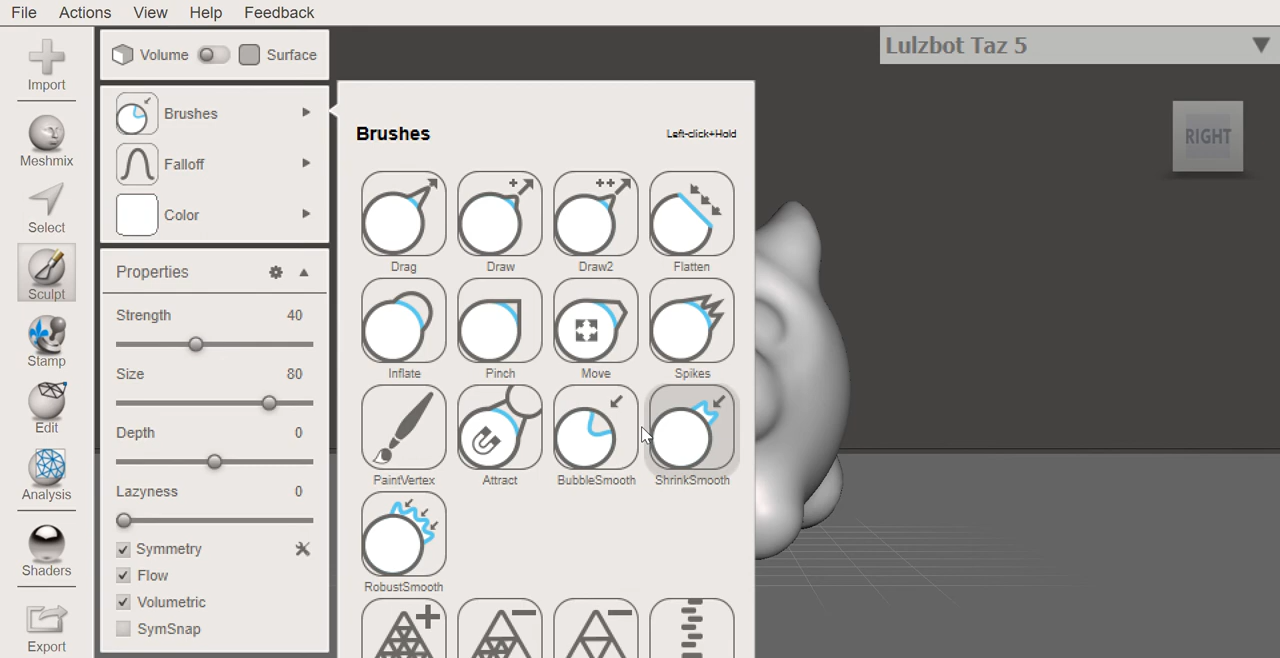 File Actions View Help Feedback
Import
Meshmix
Select
Sculpt
Stamp
Edit
Analysis
Shaders
Export
Volume Surface
Brushes
Falloff
Color
Properties
Strength 40
Size 80
Depth 0
Lazyness 0
Symmetry
Flow
Volumetric
SymSnap
Brushes Left-click+Hold
Drag Draw Draw2 Flatten
Inflate Pinch Move Spikes
PaintVertex Attract BubbleSmooth ShrinkSmooth
RobustSmooth
Lulzbot Taz 5
RIGHT